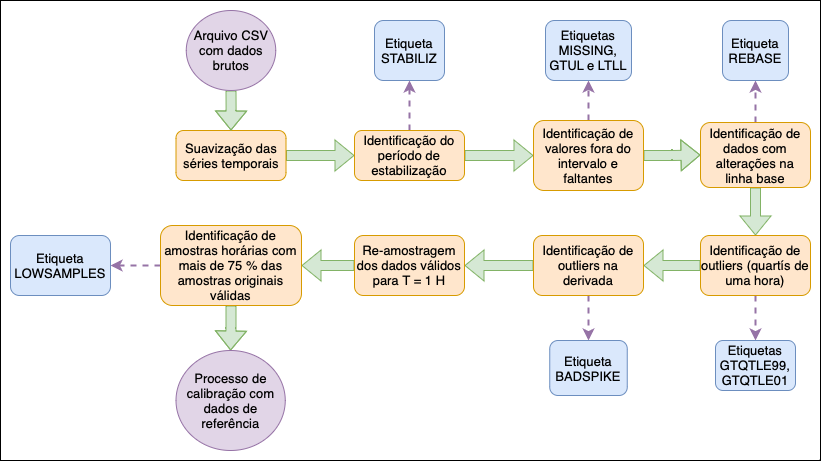 Arquivo CSV
com dados
brutos
Etiqueta
STABILIZ
Etiquetas
MISSING,
GTUL e LTLL
Etiqueta
REBASE
Suavização das
séries temporais
Identificação do
período de
estabilização
Identificação de
valores fora do
intervalo e
faltantes
Identificação de
dados com
alterações na
linha base
Identificação de
outliers (quartís de
uma hora)
Identificação de
outliers na
derivada
Re-amostragem
dos dados válidos
para T = 1 H
Identificação de
amostras horárias com
mais de 75 % das
amostras originais
válidas
Etiqueta
LOWSAMPLES
Etiquetas
GTQTLE99,
GTQTLE01
Etiqueta
BADSPIKE
Processo de
calibração com
dados de
referência